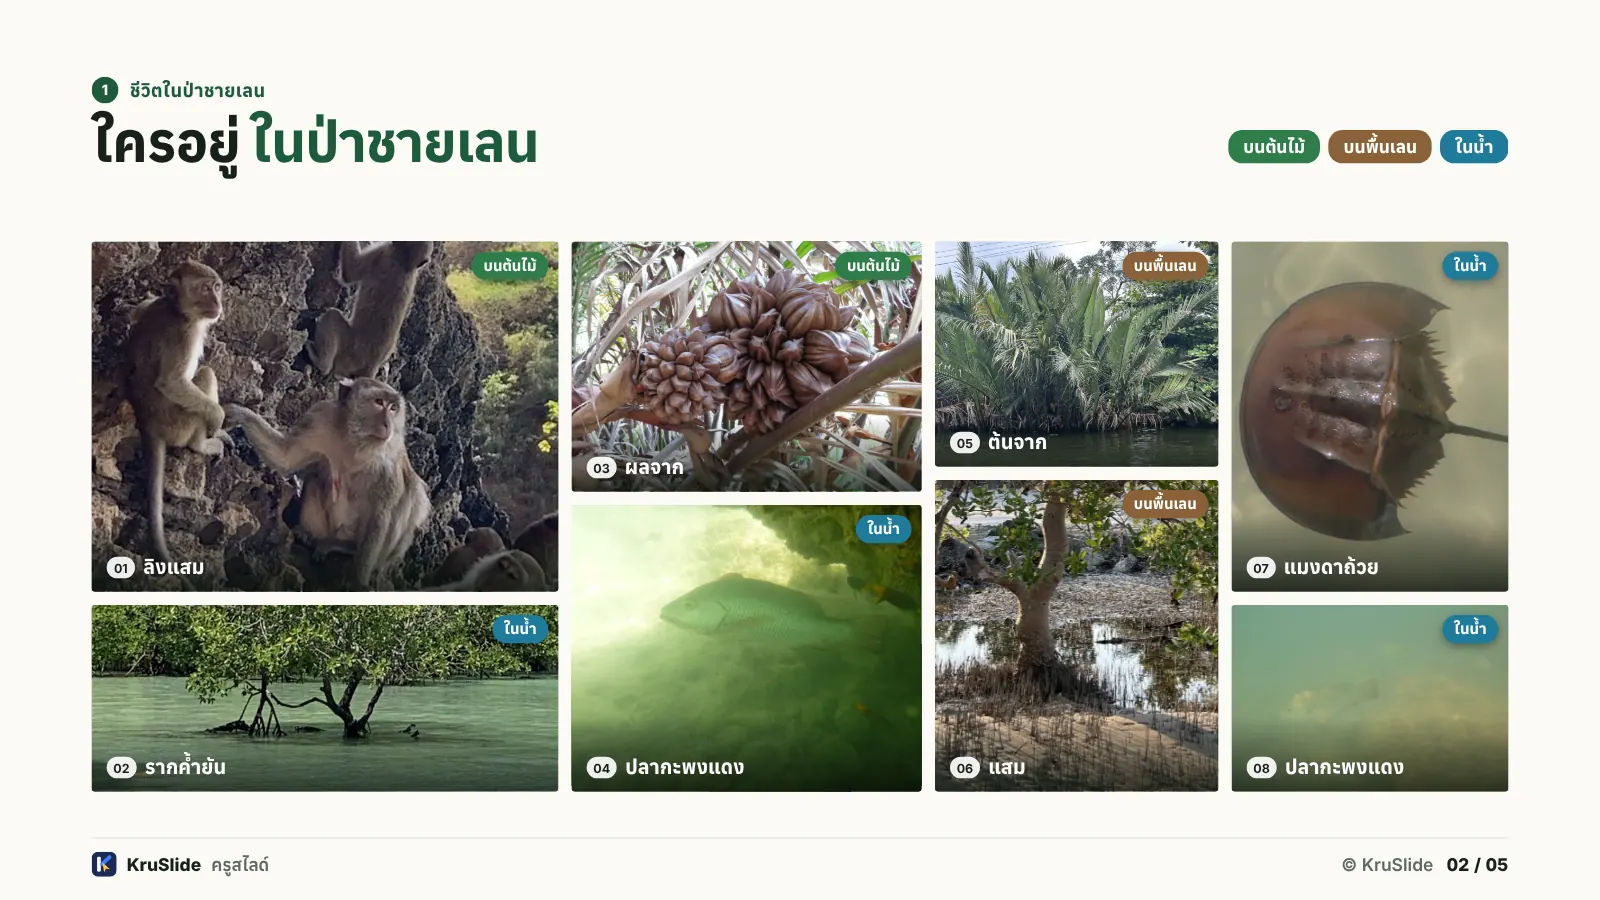 1 ชีวิตในป่าชายเลน
ใครอยู่ ในป่าชายเลน
บนต้นไม้ บนพื้นเลน ในน้ำ
บนต้นไม้
01 ลิงแสม
ในน้ำ
02 รากค้ำยัน
บนต้นไม้
03 ผลจาก
ในน้ำ
04 ปลากะพงแดง
บนพื้นเลน
05 ต้นจาก
บนพื้นเลน
06 แสม
ในน้ำ
07 แมงดาถ้วย
ในน้ำ
08 ปลากะพงแดง
KruSlide ครูสไลด์
© KruSlide 02 / 05